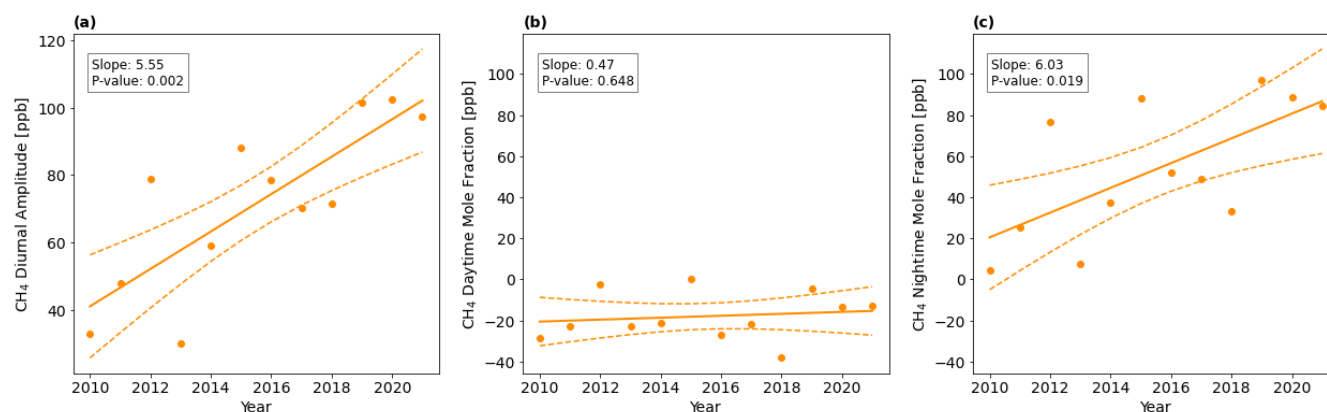 (a)
Slope: 5.55
P-value: 0.002
CH₄ Diurnal Amplitude [ppb]
120
100
80
60
40
2010 2012 2014 2016 2018 2020
Year
(b)
Slope: 0.47
P-value: 0.648
CH₄ Daytime Mole Fraction [ppb]
100
80
60
40
20
0
−20
−40
2010 2012 2014 2016 2018 2020
Year
(c)
Slope: 6.03
P-value: 0.019
CH₄ Nightime Mole Fraction [ppb]
100
80
60
40
20
0
−20
−40
2010 2012 2014 2016 2018 2020
Year